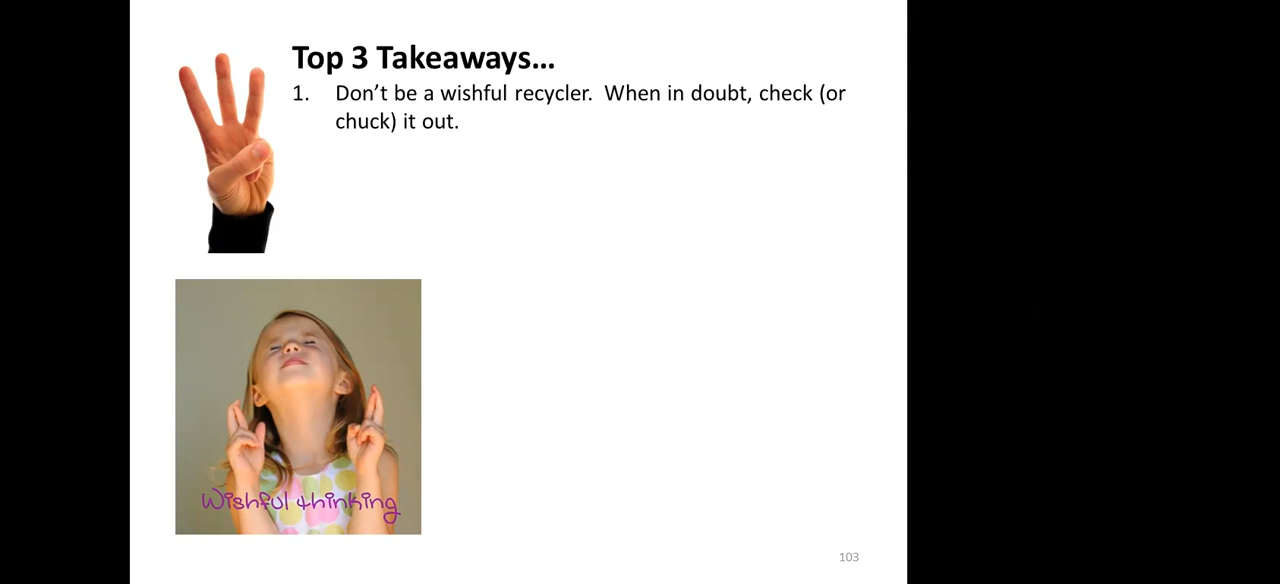 Top 3 Takeaways...
1. Don’t be a wishful recycler. When in doubt, check (or
chuck) it out.
Wishful thinking
103